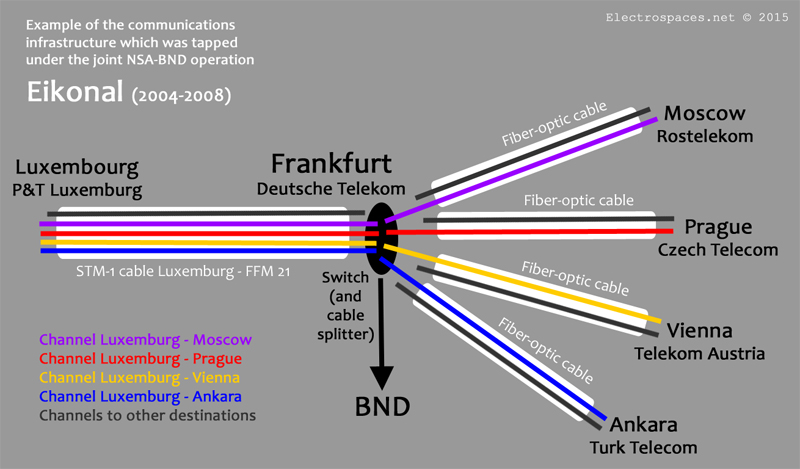 Electrospaces.net © 2015
Example of the communications
infrastructure which was tapped
under the joint NSA-BND operation
Eikonal (2004-2008)
Luxembourg
P&T Luxemburg
Frankfurt
Deutsche Telekom
Fiber-optic cable
Moscow
Rostelekom
Fiber-optic cable
Prague
Czech Telecom
STM-1 cable Luxemburg - FFM 21
Switch
(and
cable
splitter)
Fiber-optic cable
Vienna
Telekom Austria
Fiber-optic cable
Ankara
Turk Telecom
BND
Channel Luxemburg - Moscow
Channel Luxemburg - Prague
Channel Luxemburg - Vienna
Channel Luxemburg - Ankara
Channels to other destinations